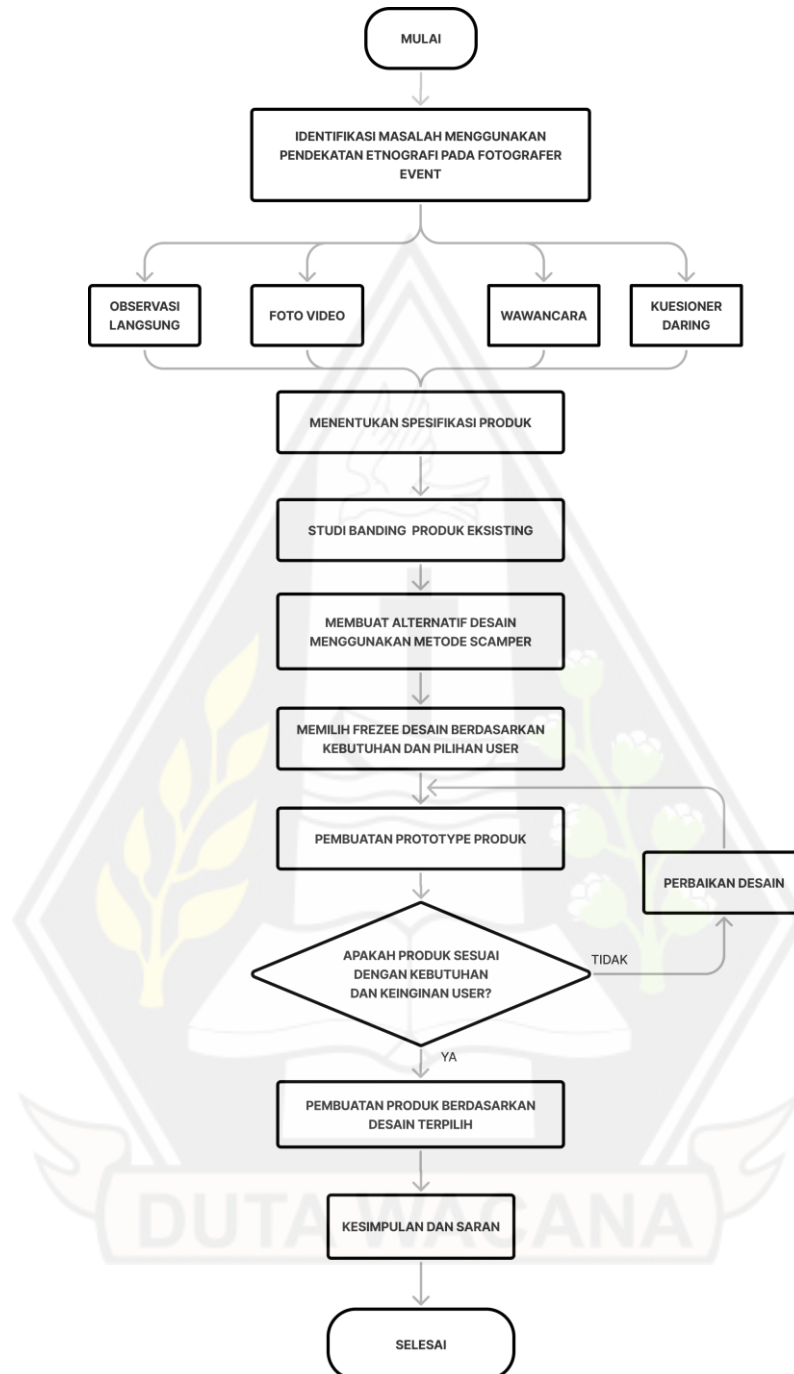 MULAI
IDENTIFIKASI MASALAH MENGGUNAKAN
PENDEKATAN ETNOGRAFI PADA FOTOGRAFER
EVENT
OBSERVASI
LANGSUNG
FOTO VIDEO
WAWANCARA
KUESIONER
DARING
MENENTUKAN SPESIFIKASI PRODUK
STUDI BANDING PRODUK EKSISTING
MEMBUAT ALTERNATIF DESAIN
MENGGUNAKAN METODE SCAMPER
MEMILIH FREZEE DESAIN BERDASARKAN
KEBUTUHAN DAN PILIHAN USER
PEMBUATAN PROTOTYPE PRODUK
PERBAIKAN DESAIN
APAKAH PRODUK SESUAI
DENGAN KEBUTUHAN
DAN KEINGINAN USER?
TIDAK
YA
PEMBUATAN PRODUK BERDASARKAN
DESAIN TERPILIH
KESIMPULAN DAN SARAN
DUTA WACANA
SELESAI